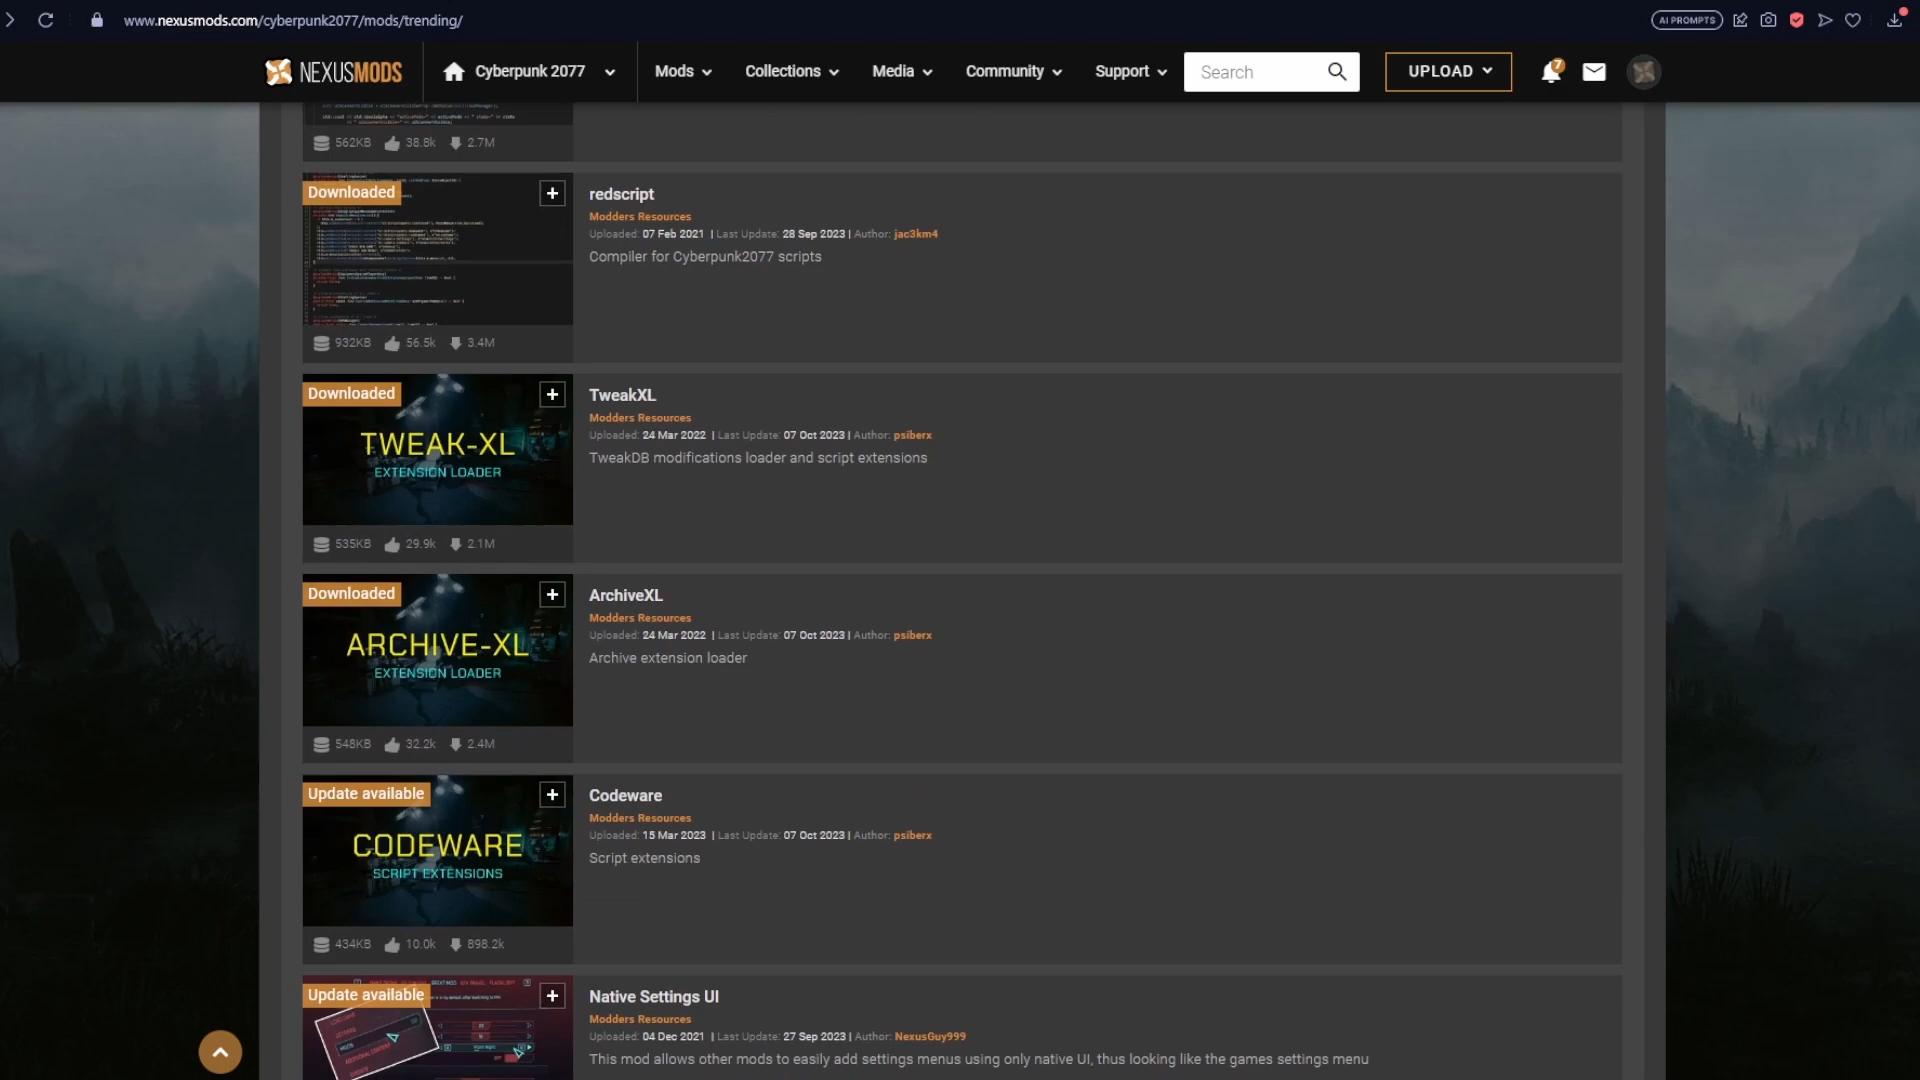 www.nexusmods.com/cyberpunk2077/mods/trending/
AI PROMPTS
NEXUSMODS
Cyberpunk 2077
Mods
Collections
Media
Community
Support
Search
UPLOAD
7
562KB 38.8k 2.7M
Downloaded
redscript
Modders Resources
Uploaded: 07 Feb 2021 | Last Update: 28 Sep 2023 | Author: jac3km4
Compiler for Cyberpunk2077 scripts
932KB 56.5k 3.4M
Downloaded
TWEAK-XL
EXTENSION LOADER
TweakXL
Modders Resources
Uploaded: 24 Mar 2022 | Last Update: 07 Oct 2023 | Author: psiberx
TweakDB modifications loader and script extensions
535KB 29.9k 2.1M
Downloaded
ARCHIVE-XL
EXTENSION LOADER
ArchiveXL
Modders Resources
Uploaded: 24 Mar 2022 | Last Update: 07 Oct 2023 | Author: psiberx
Archive extension loader
548KB 32.2k 2.4M
Update available
CODEWARE
SCRIPT EXTENSIONS
Codeware
Modders Resources
Uploaded: 15 Mar 2023 | Last Update: 07 Oct 2023 | Author: psiberx
Script extensions
434KB 10.0k 898.2k
Update available
Native Settings UI
Modders Resources
Uploaded: 04 Dec 2021 | Last Update: 27 Sep 2023 | Author: NexusGuy999
This mod allows other mods to easily add settings menus using only native UI, thus looking like the games settings menu